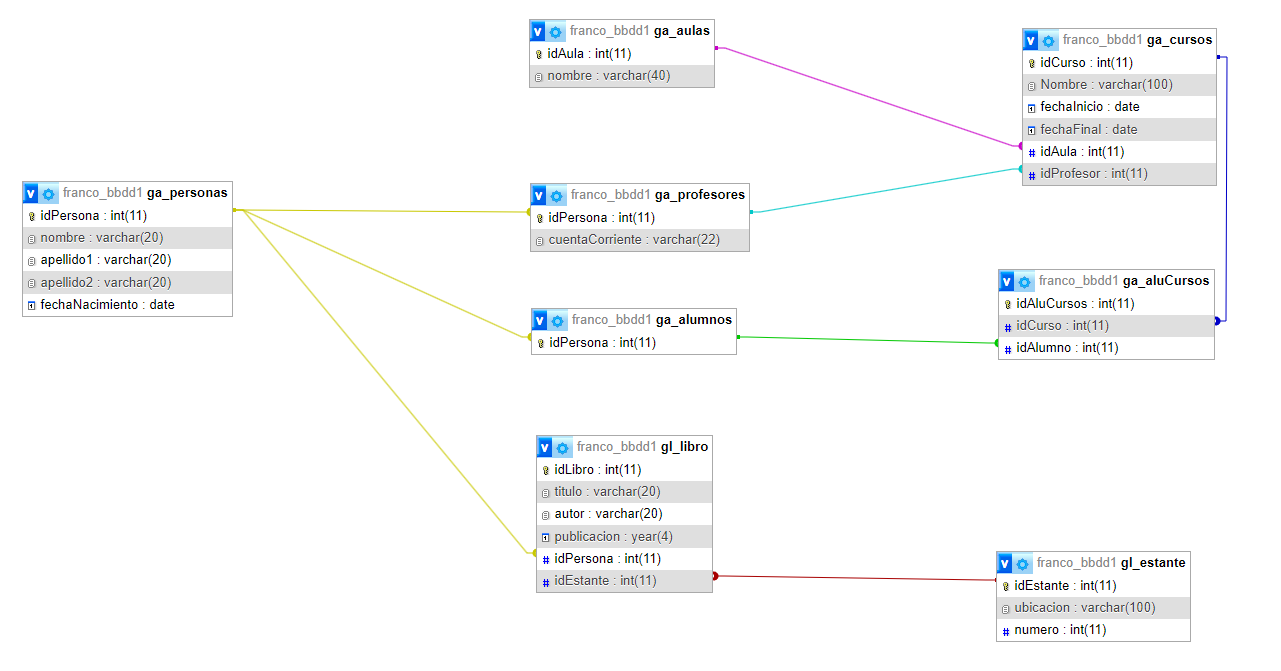 franco_bbdd1 ga_aulas
idAula : int(11)
nombre : varchar(40)
franco_bbdd1 ga_cursos
idCurso : int(11)
Nombre : varchar(100)
fechaInicio : date
fechaFinal : date
idAula : int(11)
idProfesor : int(11)
franco_bbdd1 ga_personas
idPersona : int(11)
nombre : varchar(20)
apellido1 : varchar(20)
apellido2 : varchar(20)
fechaNacimiento : date
franco_bbdd1 ga_profesores
idPersona : int(11)
cuentaCorriente : varchar(22)
franco_bbdd1 ga_alumnos
idPersona : int(11)
franco_bbdd1 ga_aluCursos
idAluCursos : int(11)
idCurso : int(11)
idAlumno : int(11)
franco_bbdd1 gl_libro
idLibro : int(11)
titulo : varchar(20)
autor : varchar(20)
publicacion : year(4)
idPersona : int(11)
idEstante : int(11)
franco_bbdd1 gl_estante
idEstante : int(11)
ubicacion : varchar(100)
numero : int(11)